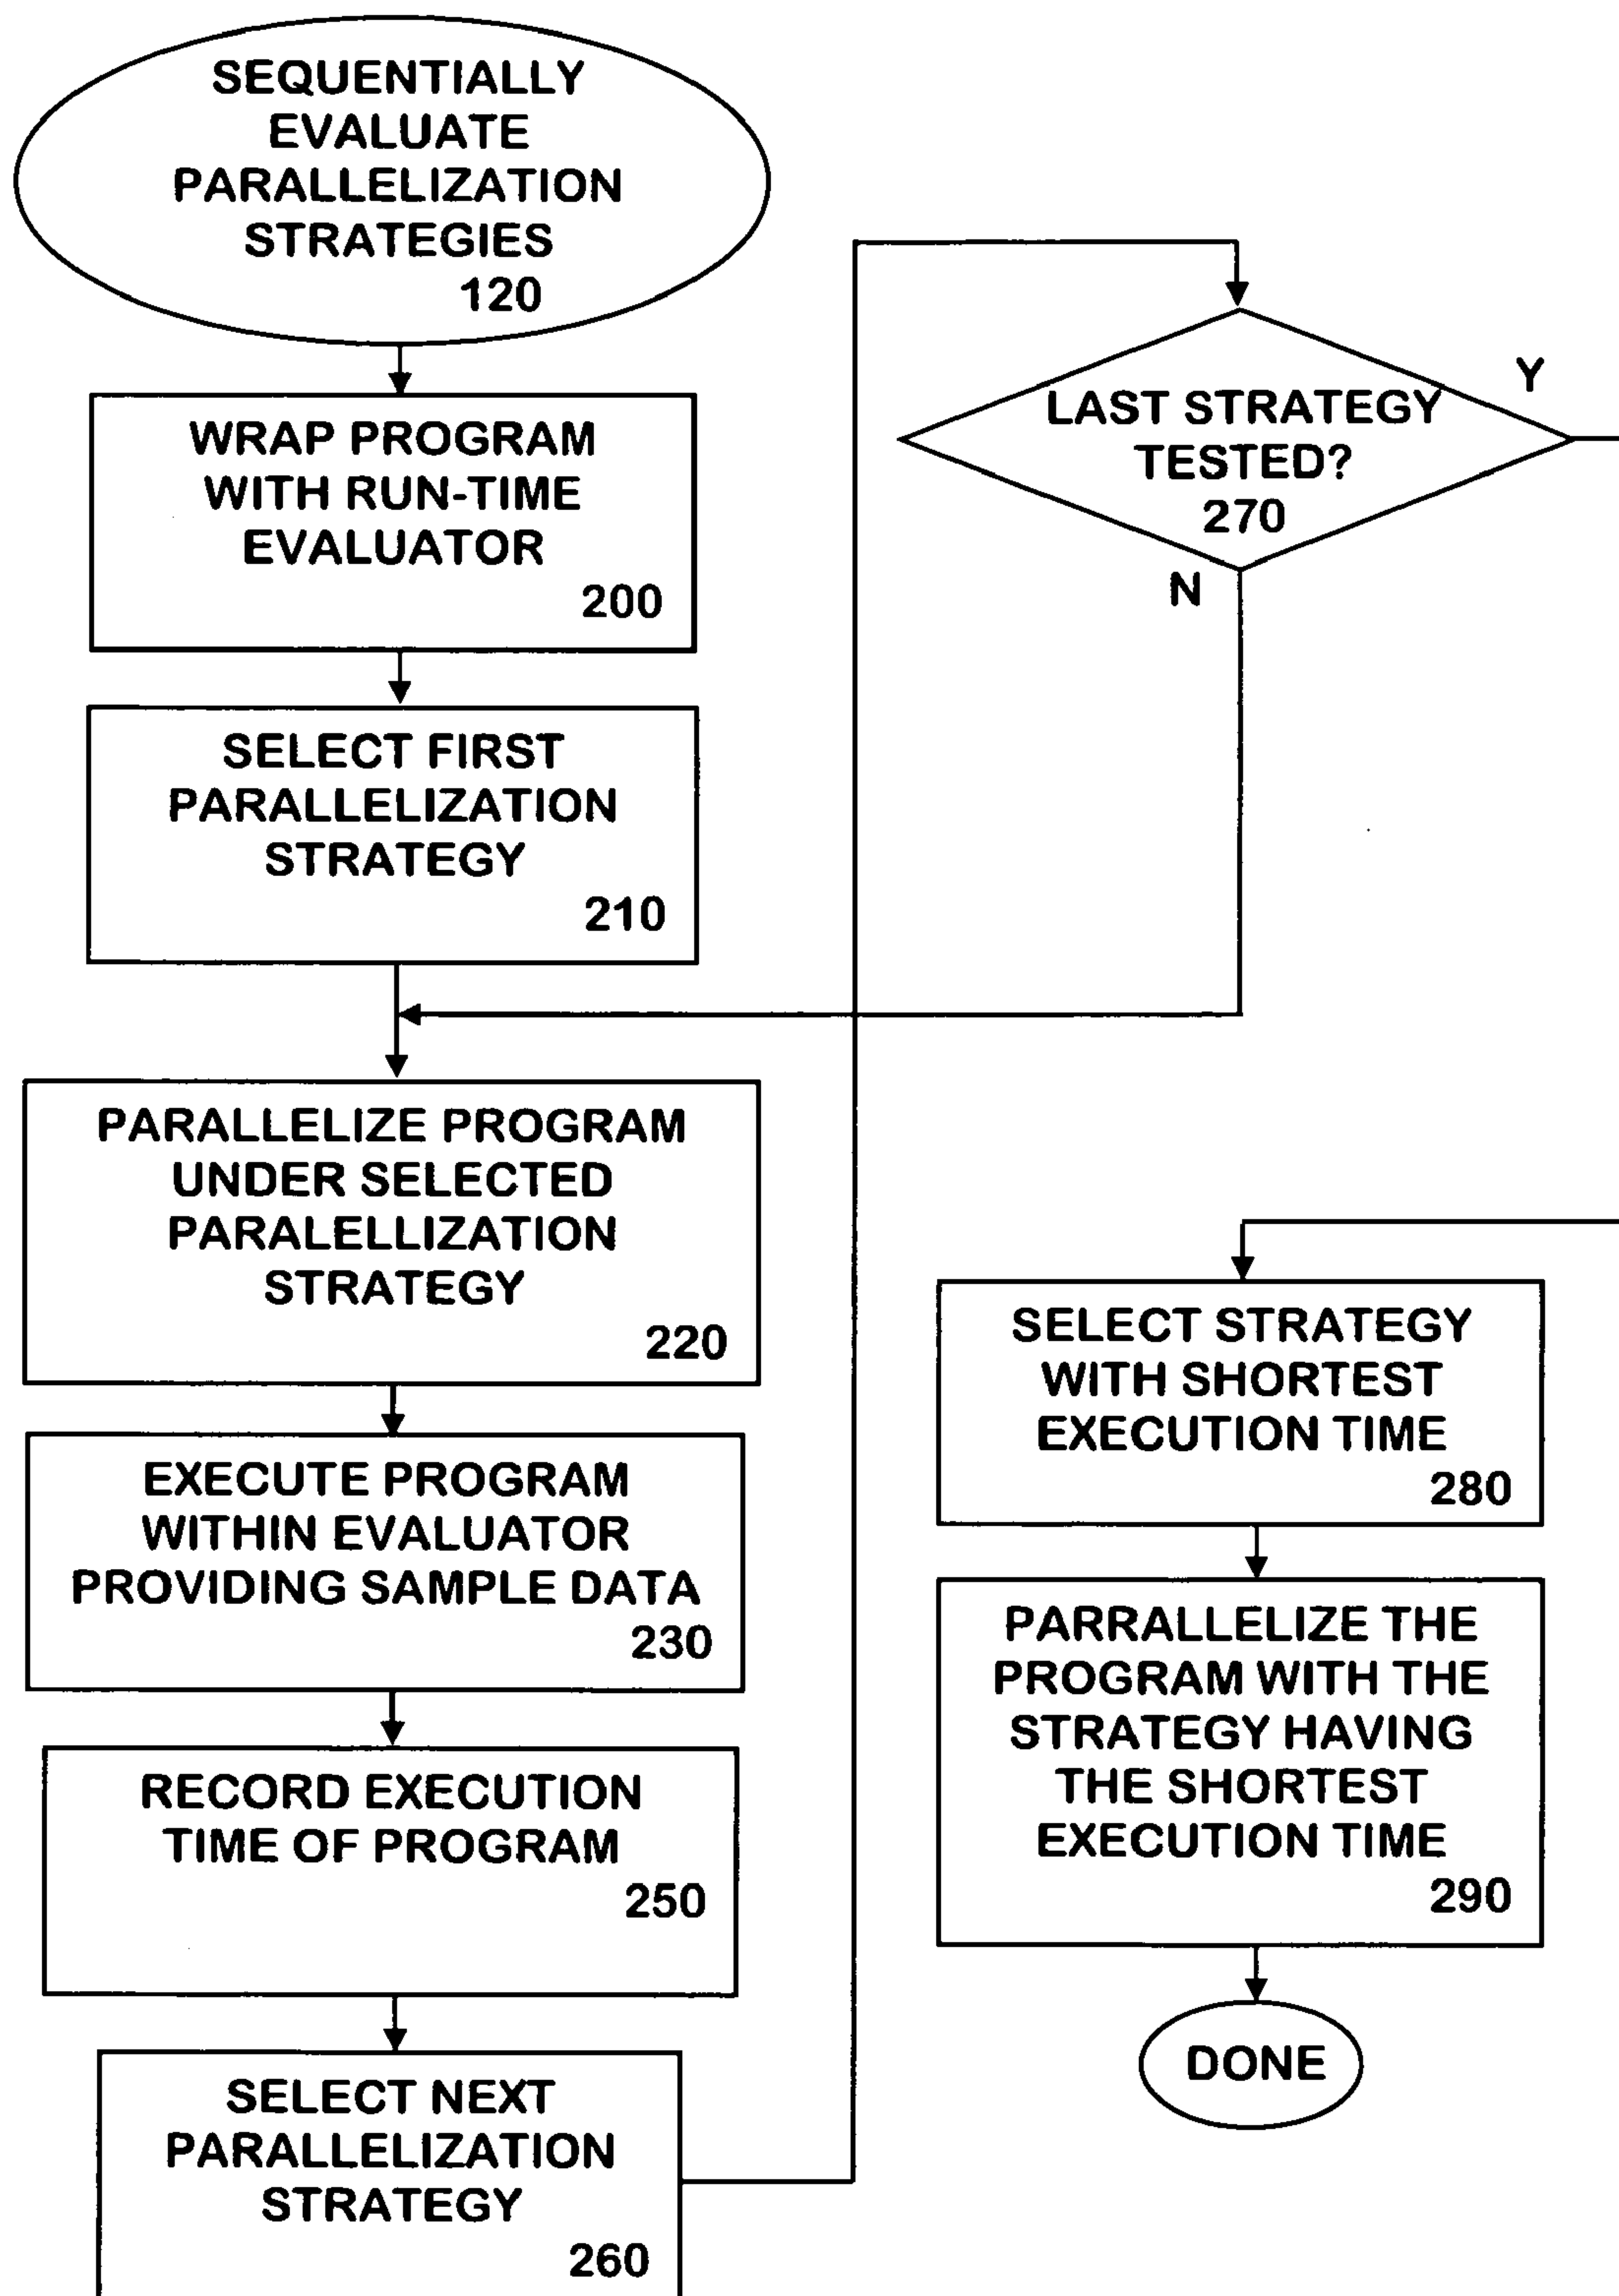 SEQUENTIALLY
EVALUATE
PARALLELIZATION
STRATEGIES
120
WRAP PROGRAM
WITH RUN-TIME
EVALUATOR
200
SELECT FIRST
PARALLELIZATION
STRATEGY
210
PARALLELIZE PROGRAM
UNDER SELECTED
PARALELLIZATION
STRATEGY
220
EXECUTE PROGRAM
WITHIN EVALUATOR
PROVIDING SAMPLE DATA
230
RECORD EXECUTION
TIME OF PROGRAM
250
SELECT NEXT
PARALLELIZATION
STRATEGY
260
LAST STRATEGY
TESTED?
270
Y
N
SELECT STRATEGY
WITH SHORTEST
EXECUTION TIME
280
PARRALLELIZE THE
PROGRAM WITH THE
STRATEGY HAVING
THE SHORTEST
EXECUTION TIME
290
DONE